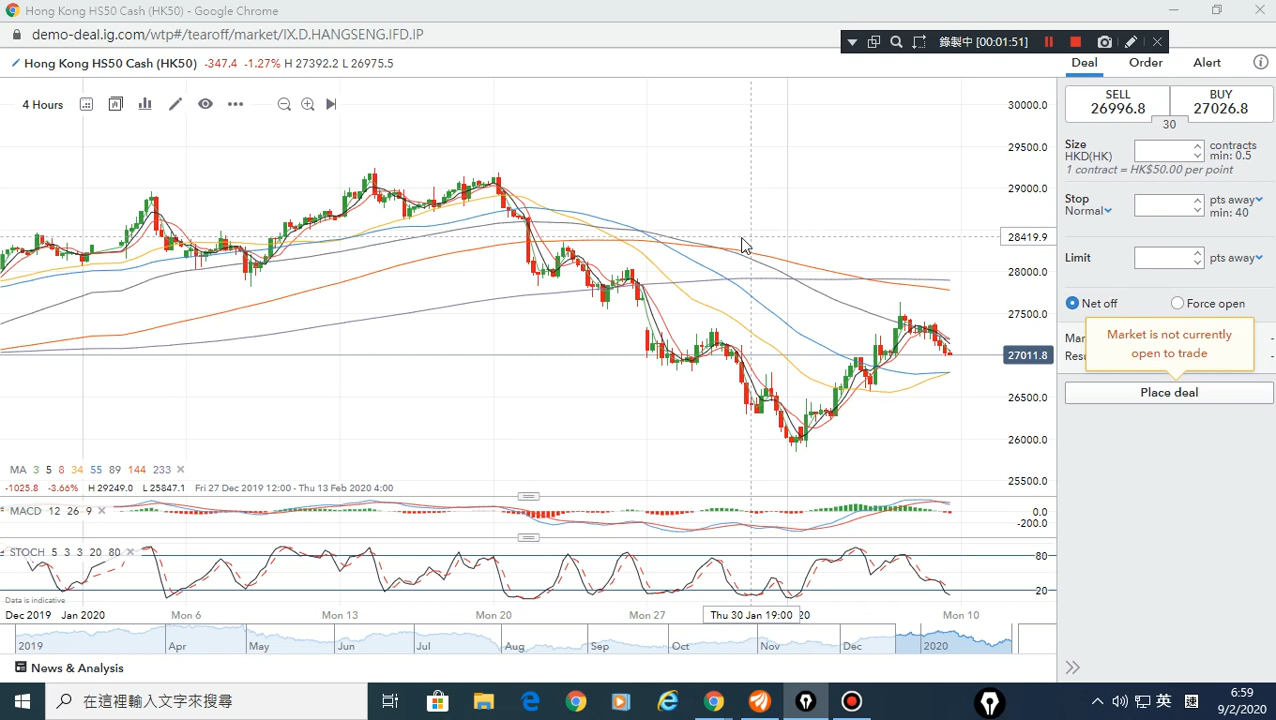 Hong Kong HS50 Cash (HK50) - Google Chrome
demo-deal.ig.com/wtp#/tearoff/market/IX.D.HANGSENG.IFD.IP
錄製中 [00:01:51]
Hong Kong HS50 Cash (HK50) -347.4 -1.27% H 27392.2 L 26975.5
Deal Order Alert
4 Hours
SELL BUY
26996.8 27026.8
30
Size
HKD(HK)
contracts
min: 0.5
1 contract = HK$50.00 per point
Stop
Normal
pts away
min: 40
Limit
pts away
Net off Force open
Mar
Resu
Market is not currently
open to trade
Place deal
30000.0
29500.0
29000.0
28419.9
28000.0
27500.0
27011.8
26500.0
26000.0
25500.0
MA 3 5 8 34 55 89 144 233
-1025.8 -3.66% H 29249.0 L 25847.1 Fri 27 Dec 2019 12:00 - Thu 13 Feb 2020 4:00
MACD 12 26 9
0.0
-200.0
STOCH 5 3 3 20 80
80
20
Data is indicative
Dec 2019 Jan 2020 Mon 6 Mon 13 Mon 20 Mon 27 Thu 30 Jan 19:00 20 Mon 10
2019 Apr May Jun Jul Aug Sep Oct Nov Dec 2020
News & Analysis
在這裡輸入文字來搜尋
英
6:59
9/2/2020